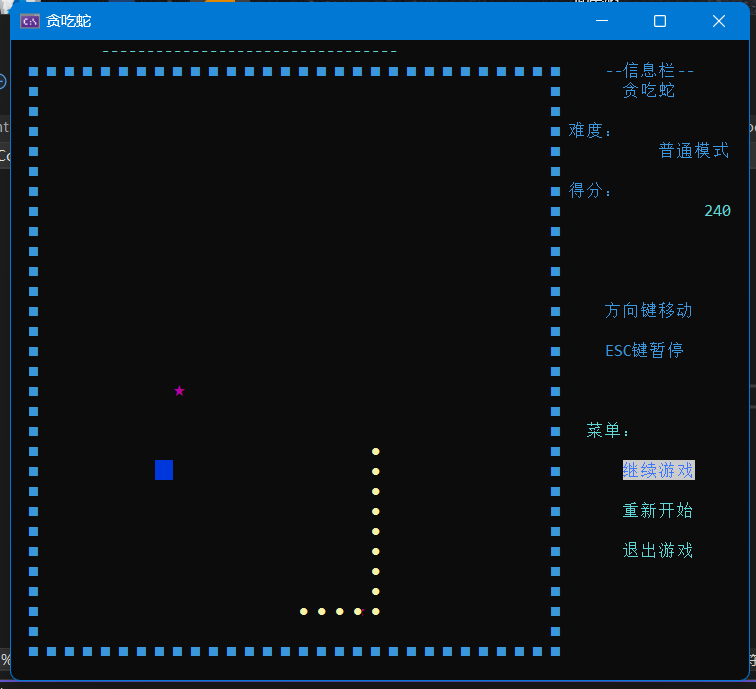 贪吃蛇
--信息栏--
贪吃蛇
难度：
普通模式
得分：
240
方向键移动
ESC键暂停
菜单：
继续游戏
重新开始
退出游戏